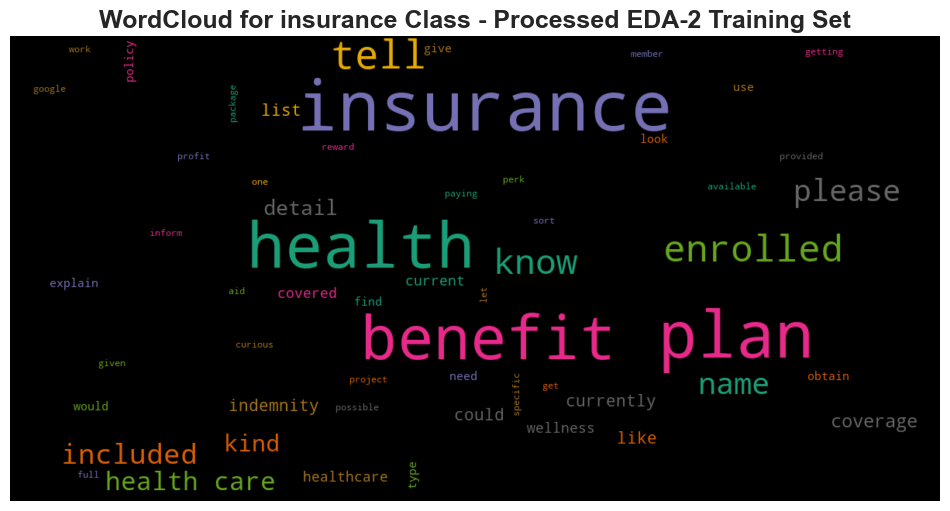 WordCloud for insurance Class - Processed EDA-2 Training Set
work
policy
tell
give
member
getting
google
package
list
insurance
use
look
profit
reward
provided
one
perk
paying
available
please
detail
sort
inform
health
know
enrolled
explain
aid
covered
current
find
let
curious
benefit
plan
given
project
need
specific
get
name
obtain
would
indemnity
possible
could
currently
coverage
wellness
included
kind
like
full
health care
healthcare
type